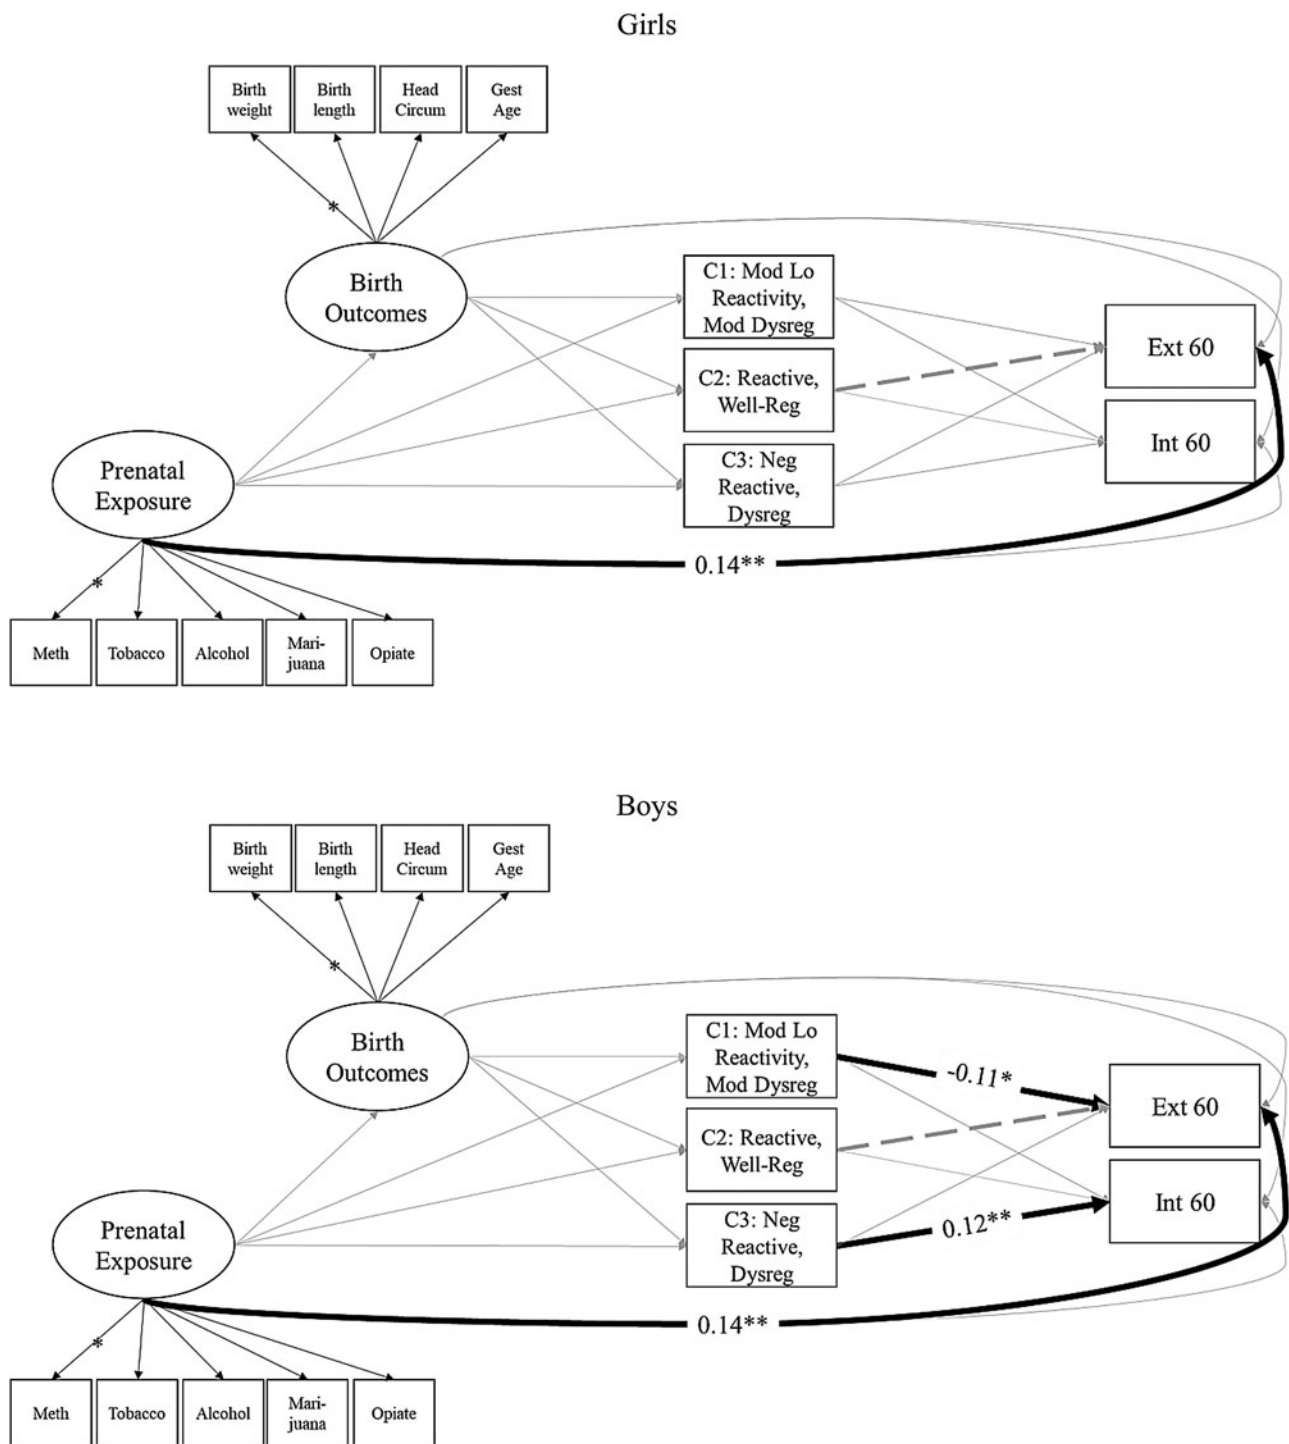 Girls
Birth
weight
Birth
length
Head
Circum
Gest
Age
*
Birth
Outcomes
C1: Mod Lo
Reactivity,
Mod Dysreg
C2: Reactive,
Well-Reg
C3: Neg
Reactive,
Dysreg
Ext 60
Int 60
Prenatal
Exposure
0.14**
*
Meth
Tobacco
Alcohol
Mari-
juana
Opiate
Boys
Birth
weight
Birth
length
Head
Circum
Gest
Age
*
Birth
Outcomes
C1: Mod Lo
Reactivity,
Mod Dysreg
-0.11*
C2: Reactive,
Well-Reg
C3: Neg
Reactive,
Dysreg
0.12**
Ext 60
Int 60
Prenatal
Exposure
0.14**
*
Meth
Tobacco
Alcohol
Mari-
juana
Opiate